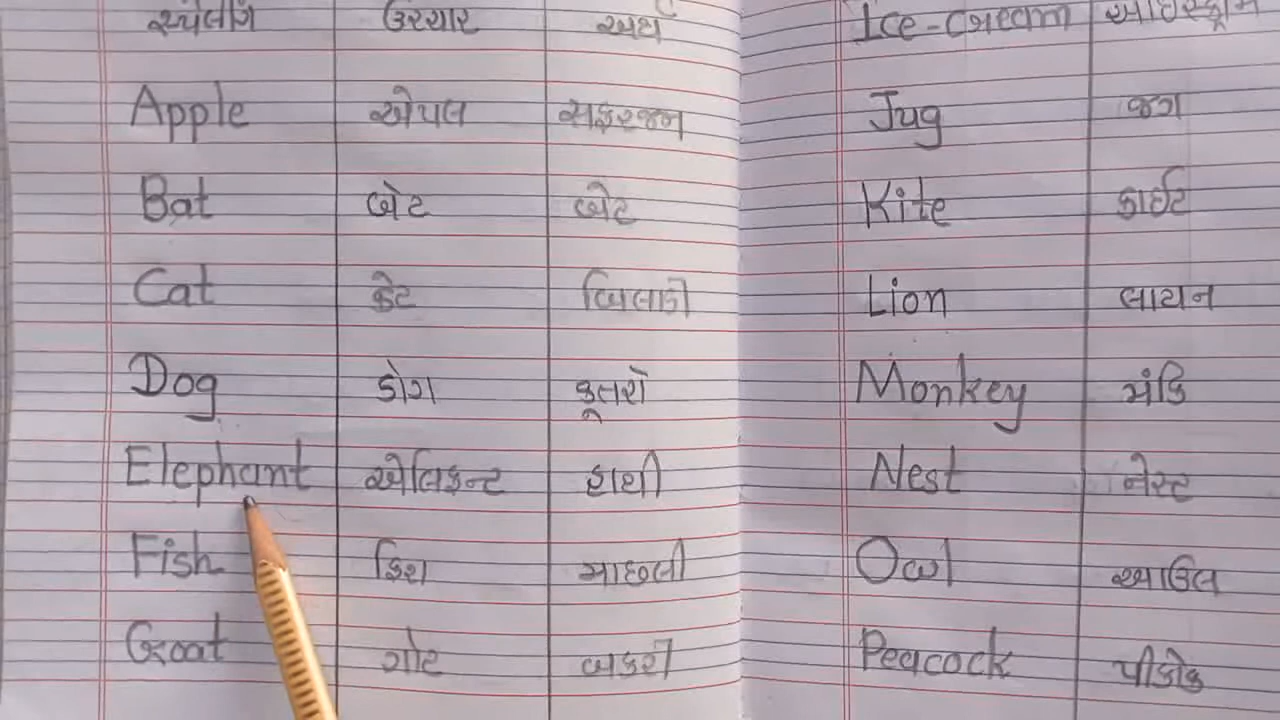 સ્પેલીંગ ઉચ્ચાર અર્થ
Apple એપલ સફરજન
Bat બેટ બેટ
Cat કેટ બિલાડી
Dog ડોગ કૂતરો
Elephant એલિફન્ટ હાથી
Fish ફિશ માછલી
Goat ગોટ બકરી
Ice-cream આઇસ્ક્રીમ
Jug જગ
Kite કાઈટ
Lion લાયન
Monkey મંકિ
Nest નેસ્ટ
Owl આઉલ
Peacock પીકોક